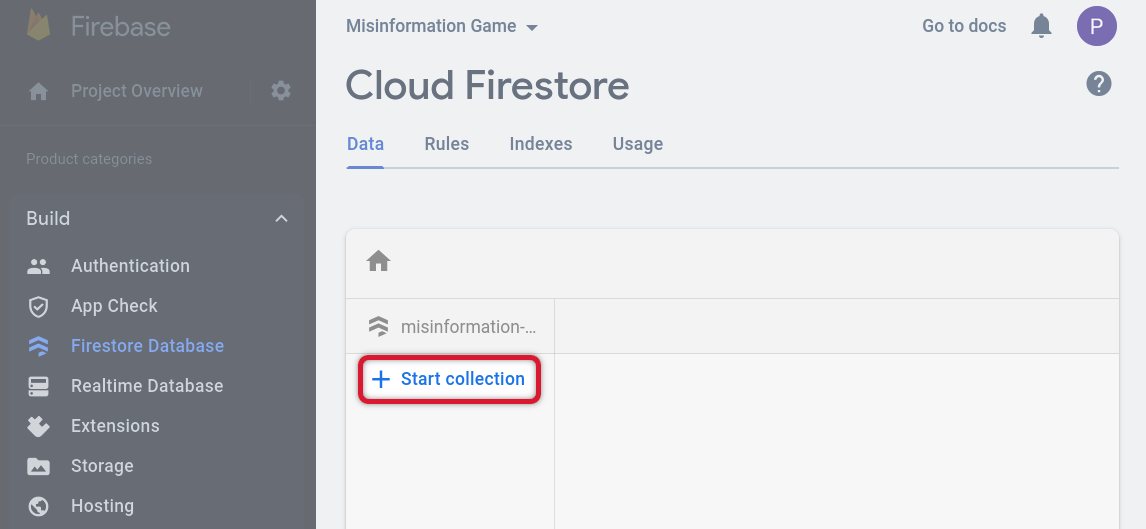 Firebase
Project Overview
Product categories
Build
Authentication
App Check
Firestore Database
Realtime Database
Extensions
Storage
Hosting
Misinformation Game
Go to docs
P
Cloud Firestore
?
Data Rules Indexes Usage
misinformation-...
+ Start collection